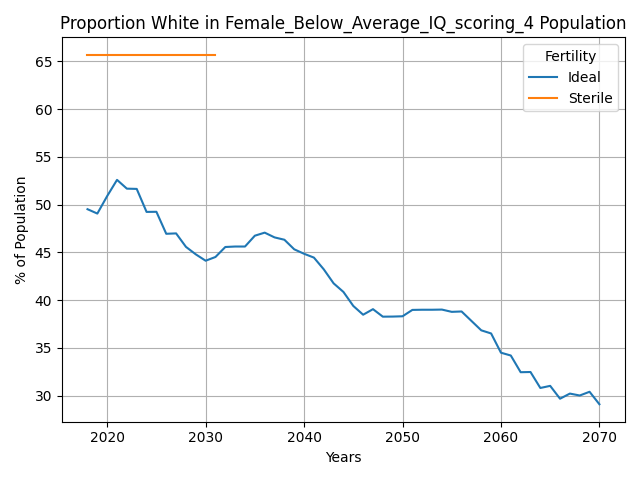 Proportion White in Female_Below_Average_IQ_scoring_4 Population
Fertility
Ideal
Sterile
% of Population
65
60
55
50
45
40
35
30
2020 2030 2040 2050 2060 2070
Years